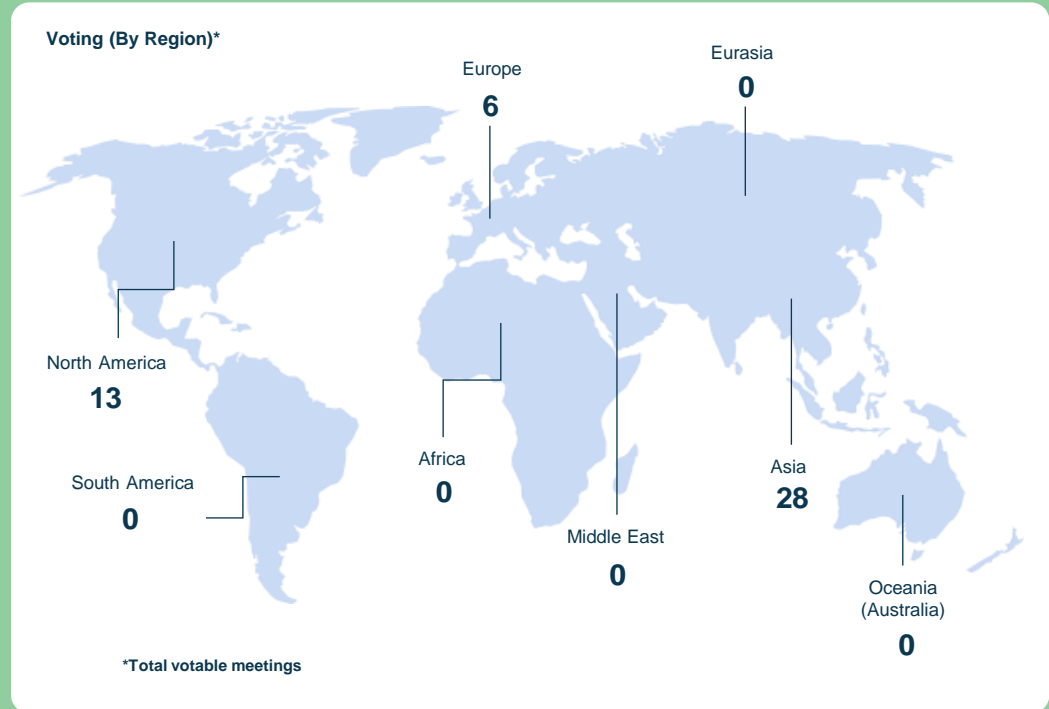 Voting (By Region)*
Europe
6
Eurasia
0
North America
13
South America
0
Africa
0
Middle East
0
Asia
28
Oceania
(Australia)
0
*Total votable meetings